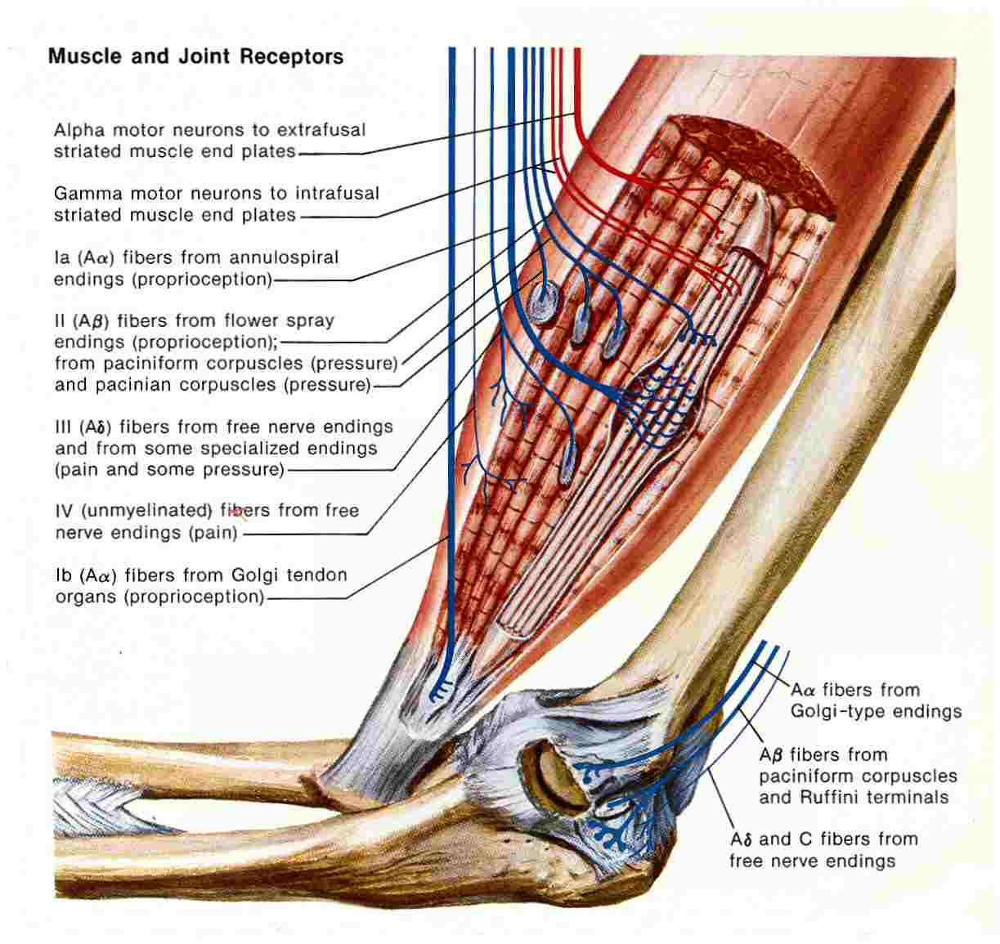 Muscle and Joint Receptors
Alpha motor neurons to extrafusal
striated muscle end plates
Gamma motor neurons to intrafusal
striated muscle end plates
Ia (Aα) fibers from annulospiral
endings (proprioception)
II (Aβ) fibers from flower spray
endings (proprioception);
from paciniform corpuscles (pressure)
and pacinian corpuscles (pressure)
III (Aδ) fibers from free nerve endings
and from some specialized endings
(pain and some pressure)
IV (unmyelinated) fibers from free
nerve endings (pain)
Ib (Aα) fibers from Golgi tendon
organs (proprioception)
Aα fibers from
Golgi-type endings
Aβ fibers from
paciniform corpuscles
and Ruffini terminals
Aδ and C fibers from
free nerve endings